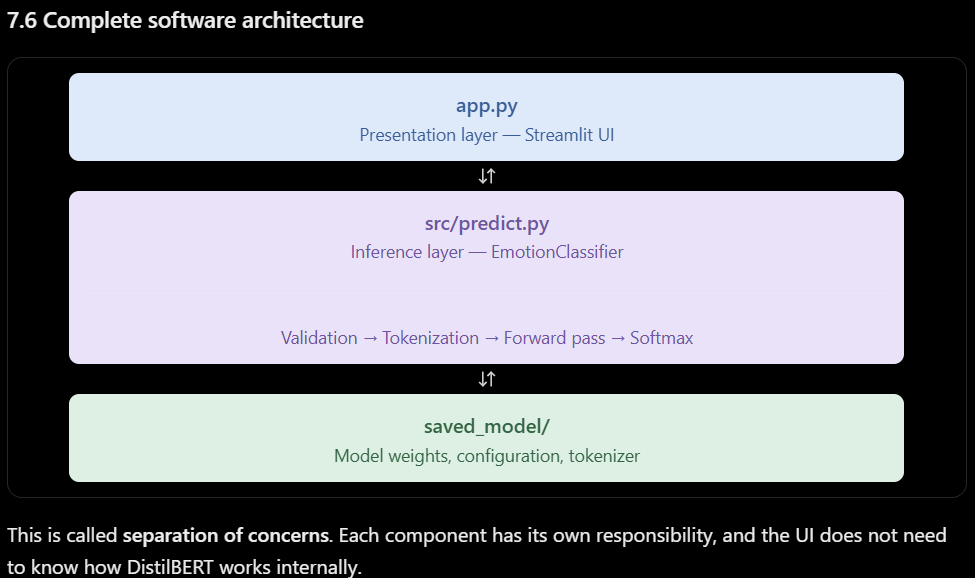 7.6 Complete software architecture
app.py
Presentation layer — Streamlit UI
↓↑
src/predict.py
Inference layer — EmotionClassifier
Validation → Tokenization → Forward pass → Softmax
↓↑
saved_model/
Model weights, configuration, tokenizer
This is called separation of concerns. Each component has its own responsibility, and the UI does not need
to know how DistilBERT works internally.